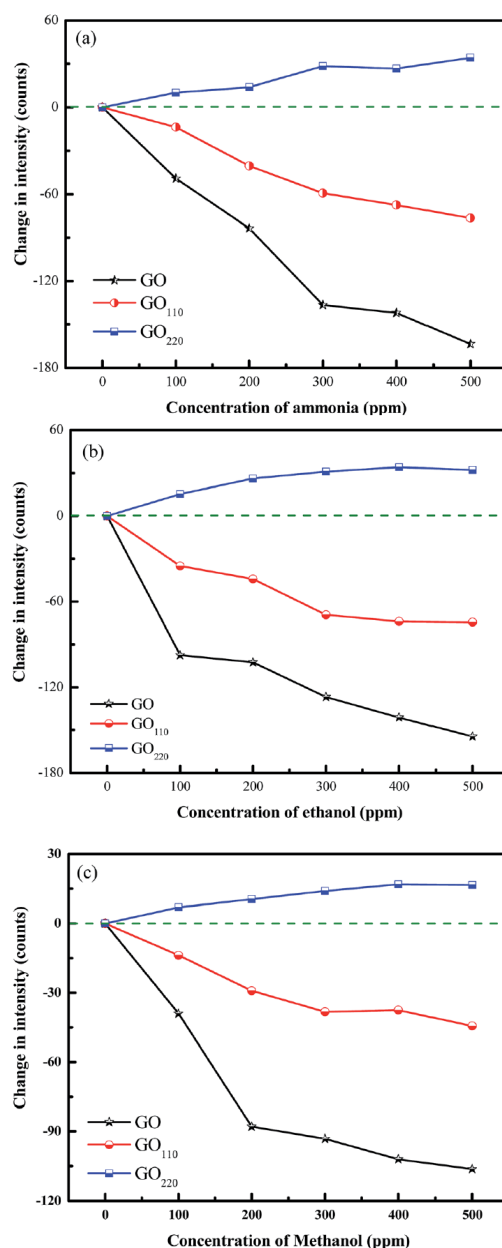 (a)
Change in intensity (counts)
60
0
-60
-120
-180
GO
GO110
GO220
0 100 200 300 400 500
Concentration of ammonia (ppm)
(b)
Change in intensity (counts)
60
0
-60
-120
-180
GO
GO110
GO220
0 100 200 300 400 500
Concentration of ethanol (ppm)
(c)
Change in intensity (counts)
30
0
-30
-60
-90
-120
GO
GO110
GO220
0 100 200 300 400 500
Concentration of Methanol (ppm)